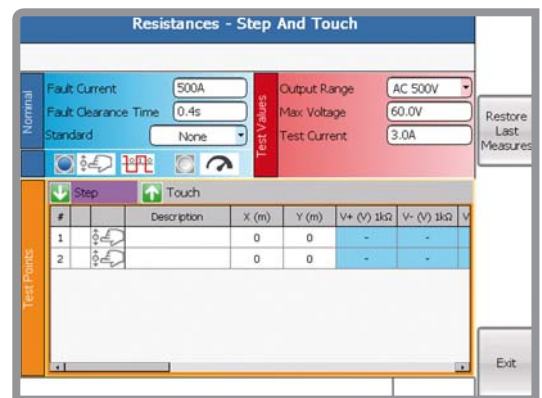 Resistances - Step And Touch
Nominal
Fault Current 500A
Fault Clearance Time 0.4s
Standard None
Test Values
Output Range AC 500V
Max Voltage 60.0V
Test Current 3.0A
Restore
Last
Measures
Step Touch
Test Points
# Description X (m) Y (m) V+ (V) 1kΩ V- (V) 1kΩ V
1 0 0 - -
2 0 0 - -
Exit